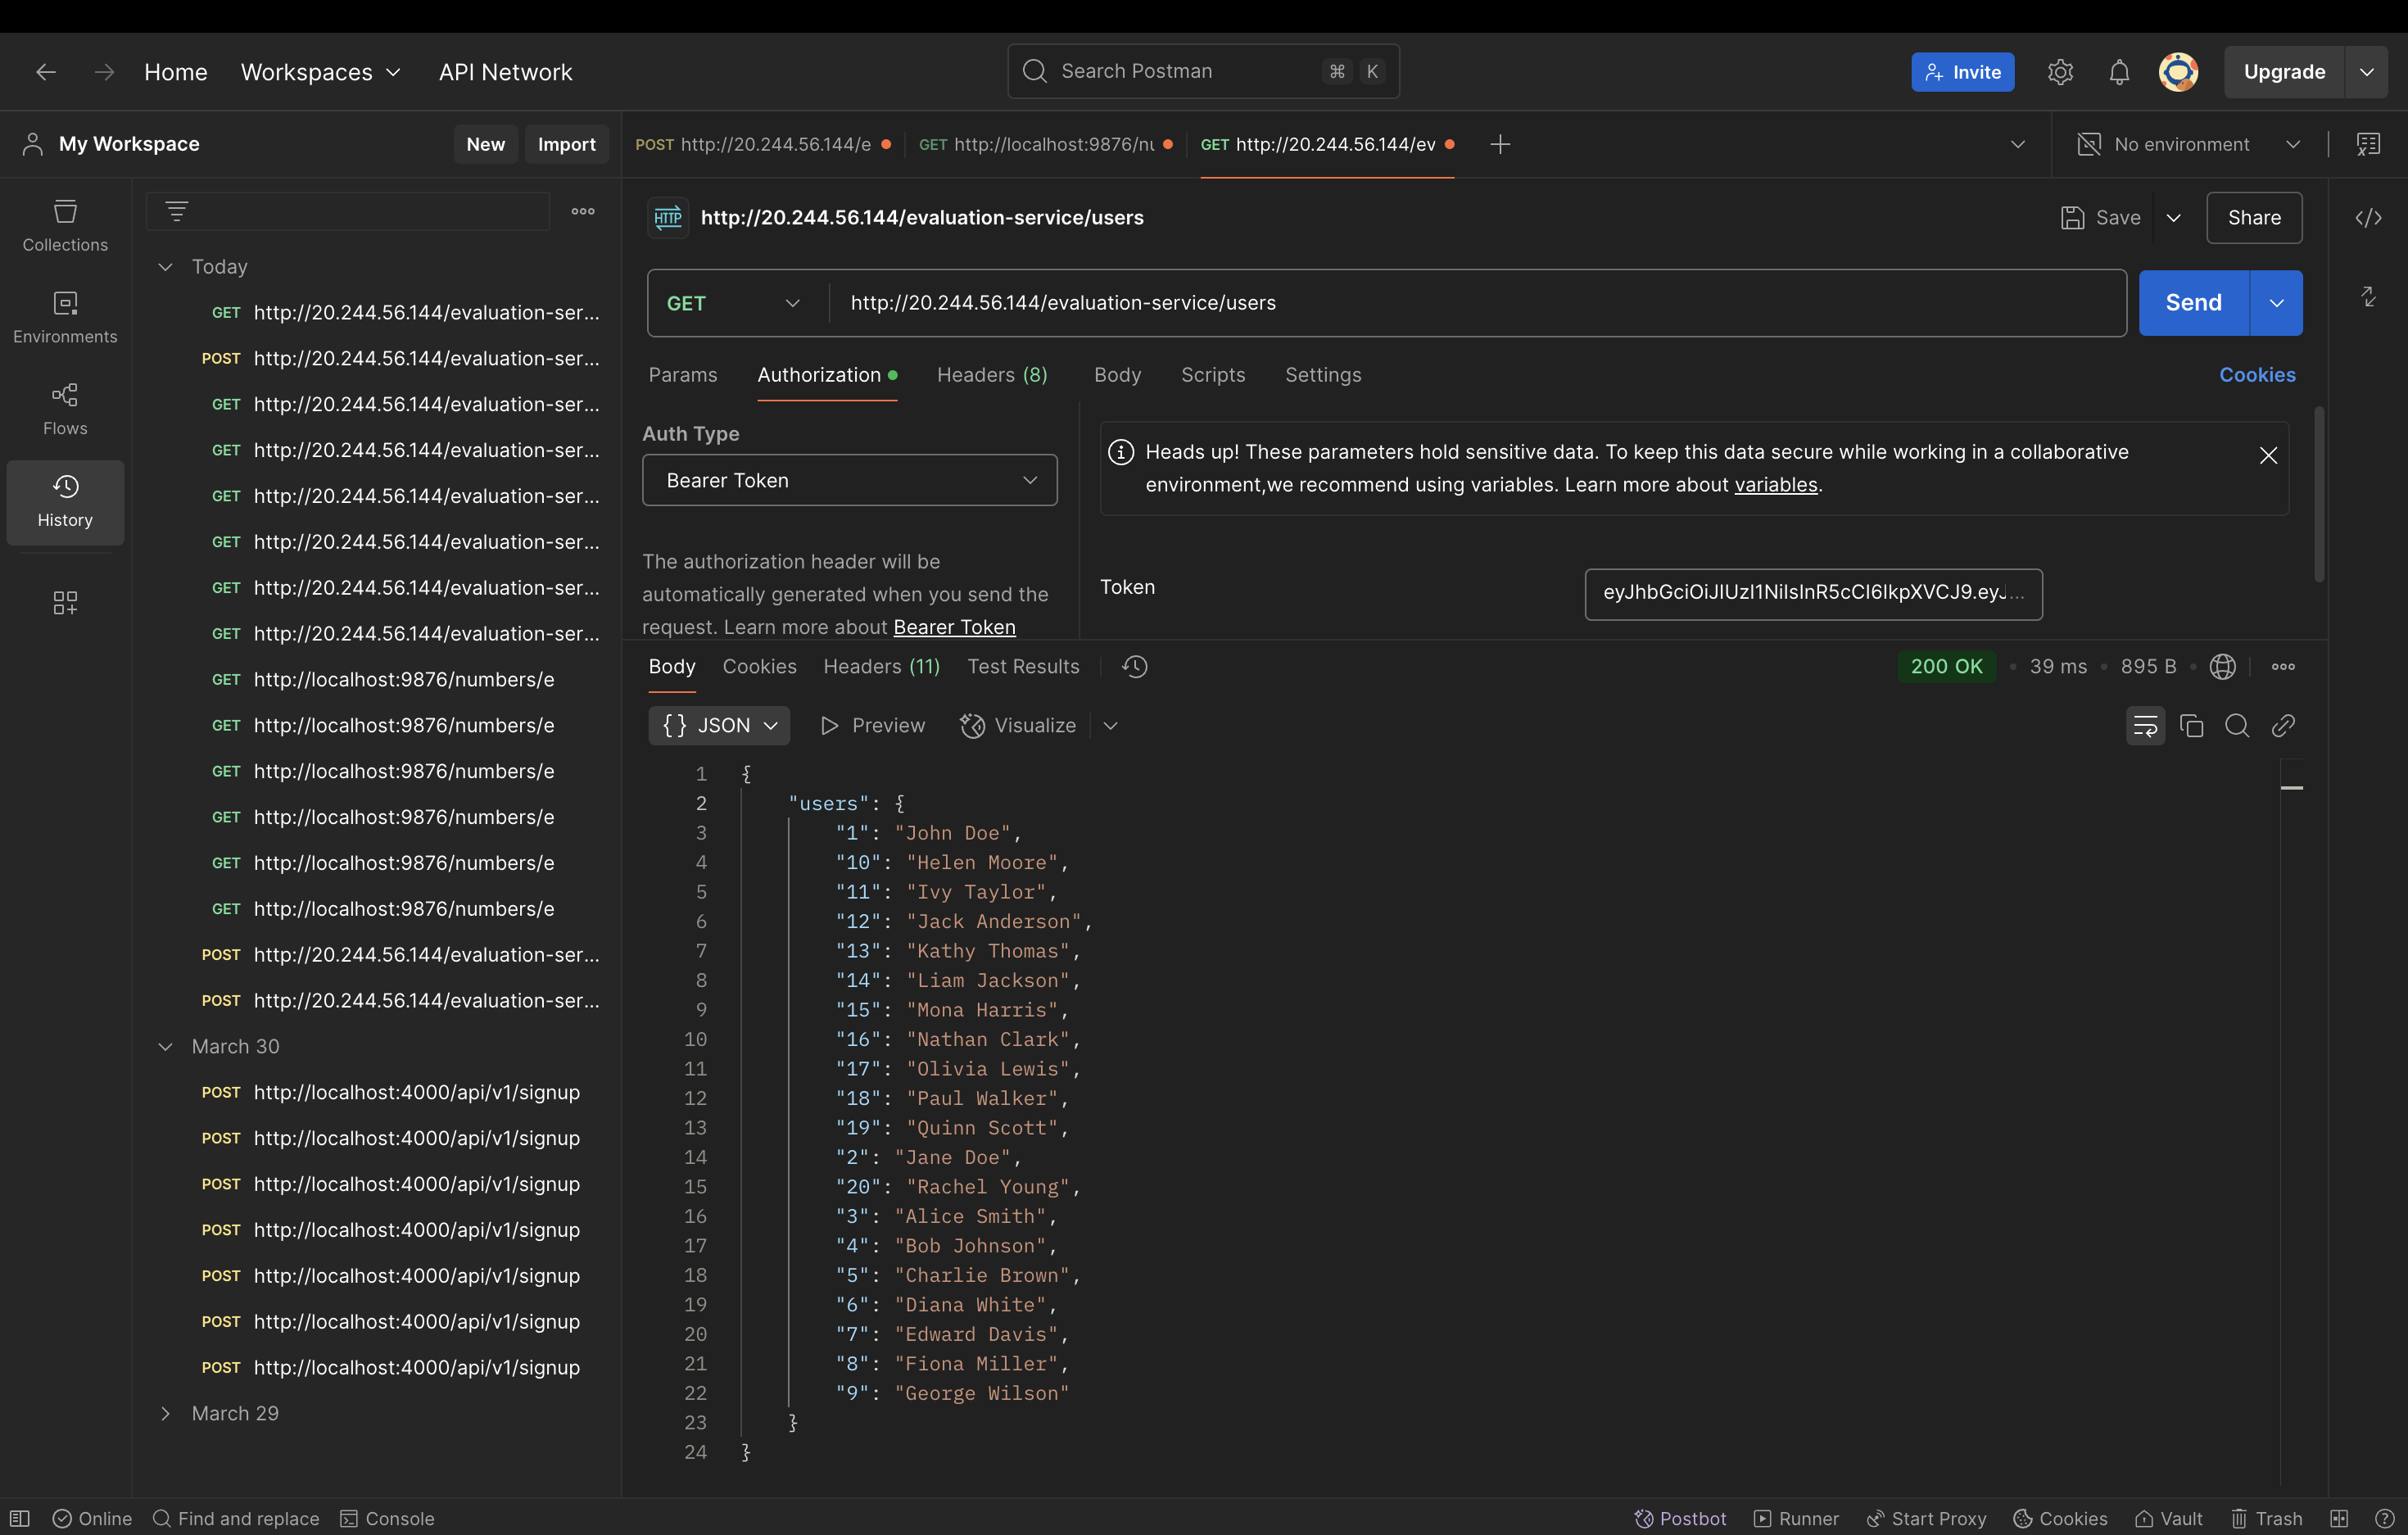 Home Workspaces API Network Search Postman ⌘ K Invite Upgrade
My Workspace New Import
POST http://20.244.56.144/e GET http://localhost:9876/nu GET http://20.244.56.144/ev No environment
Collections
Environments
Flows
History
Today
GET http://20.244.56.144/evaluation-ser...
POST http://20.244.56.144/evaluation-ser...
GET http://20.244.56.144/evaluation-ser...
GET http://20.244.56.144/evaluation-ser...
GET http://20.244.56.144/evaluation-ser...
GET http://20.244.56.144/evaluation-ser...
GET http://20.244.56.144/evaluation-ser...
GET http://20.244.56.144/evaluation-ser...
GET http://localhost:9876/numbers/e
GET http://localhost:9876/numbers/e
GET http://localhost:9876/numbers/e
GET http://localhost:9876/numbers/e
GET http://localhost:9876/numbers/e
GET http://localhost:9876/numbers/e
POST http://20.244.56.144/evaluation-ser...
POST http://20.244.56.144/evaluation-ser...
March 30
POST http://localhost:4000/api/v1/signup
POST http://localhost:4000/api/v1/signup
POST http://localhost:4000/api/v1/signup
POST http://localhost:4000/api/v1/signup
POST http://localhost:4000/api/v1/signup
POST http://localhost:4000/api/v1/signup
POST http://localhost:4000/api/v1/signup
March 29
HTTP http://20.244.56.144/evaluation-service/users Save Share
GET http://20.244.56.144/evaluation-service/users Send
Params Authorization Headers (8) Body Scripts Settings Cookies
Auth Type
Bearer Token
The authorization header will be
automatically generated when you send the
request. Learn more about Bearer Token
Heads up! These parameters hold sensitive data. To keep this data secure while working in a collaborative
environment,we recommend using variables. Learn more about variables.
Token eyJhbGciOiJIUzI1NiIsInR5cCI6IkpXVCJ9.eyJ...
Body Cookies Headers (11) Test Results 200 OK 39 ms 895 B
{} JSON Preview Visualize
1 {
2 "users": {
3 "1": "John Doe",
4 "10": "Helen Moore",
5 "11": "Ivy Taylor",
6 "12": "Jack Anderson",
7 "13": "Kathy Thomas",
8 "14": "Liam Jackson",
9 "15": "Mona Harris",
10 "16": "Nathan Clark",
11 "17": "Olivia Lewis",
12 "18": "Paul Walker",
13 "19": "Quinn Scott",
14 "2": "Jane Doe",
15 "20": "Rachel Young",
16 "3": "Alice Smith",
17 "4": "Bob Johnson",
18 "5": "Charlie Brown",
19 "6": "Diana White",
20 "7": "Edward Davis",
21 "8": "Fiona Miller",
22 "9": "George Wilson"
23 }
24 }
Online Find and replace Console Postbot Runner Start Proxy Cookies Vault Trash